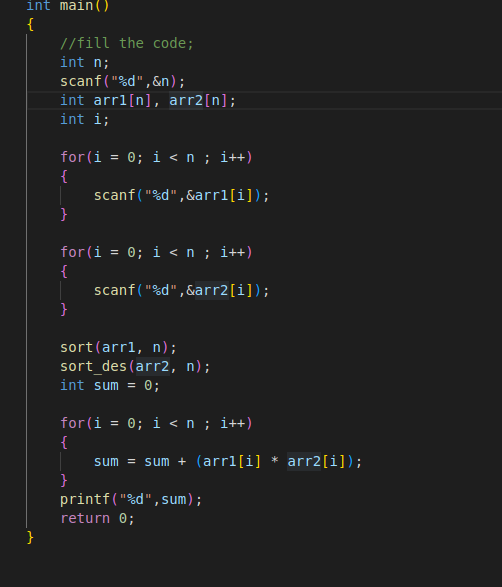 int main()
{
    //fill the code;
    int n;
    scanf("%d",&n);
    int arr1[n], arr2[n];
    int i;

    for(i = 0; i < n ; i++)
    {
        scanf("%d",&arr1[i]);
    }

    for(i = 0; i < n ; i++)
    {
        scanf("%d",&arr2[i]);
    }

    sort(arr1, n);
    sort_des(arr2, n);
    int sum = 0;

    for(i = 0; i < n ; i++)
    {
        sum = sum + (arr1[i] * arr2[i]);
    }
    printf("%d",sum);
    return 0;
}